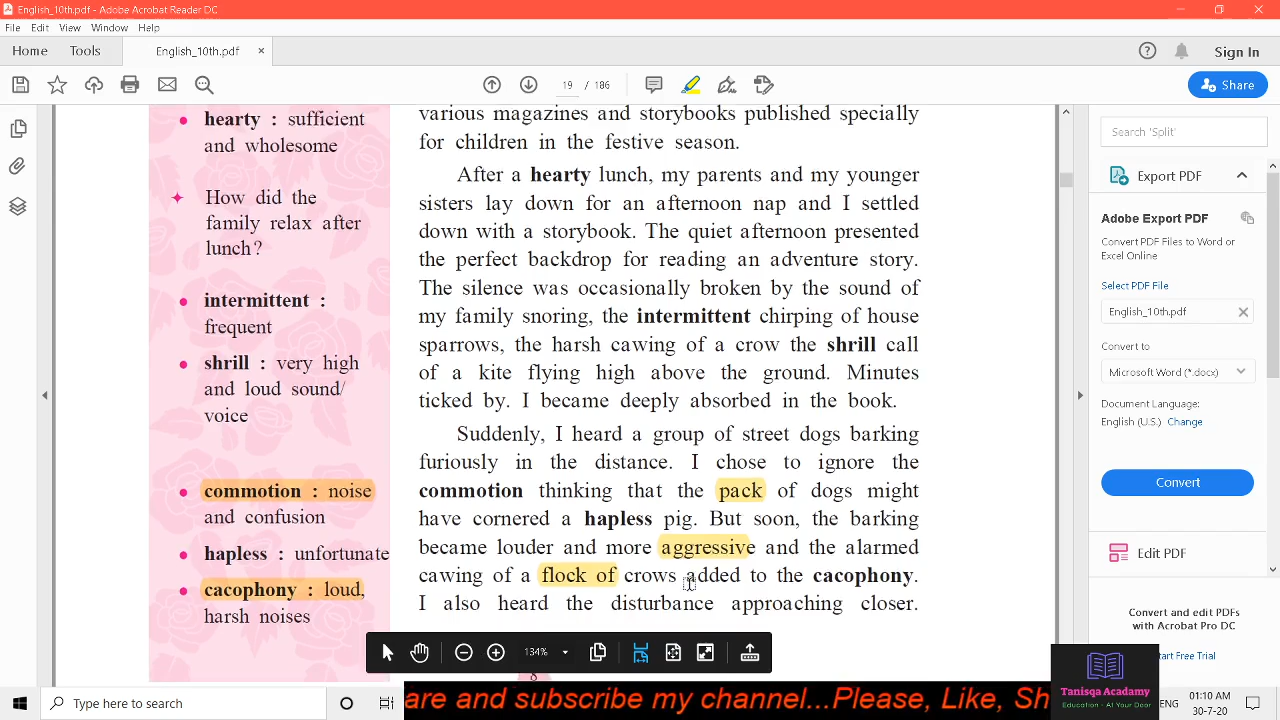 English_10th.pdf - Adobe Acrobat Reader DC
File Edit View Window Help
Home Tools English_10th.pdf × Sign In
19 / 186 Share
hearty : sufficient
and wholesome
How did the
family relax after
lunch?
intermittent :
frequent
shrill : very high
and loud sound/
voice
commotion : noise
and confusion
hapless : unfortunate
cacophony : loud,
harsh noises
various magazines and storybooks published specially
for children in the festive season.
After a hearty lunch, my parents and my younger
sisters lay down for an afternoon nap and I settled
down with a storybook. The quiet afternoon presented
the perfect backdrop for reading an adventure story.
The silence was occasionally broken by the sound of
my family snoring, the intermittent chirping of house
sparrows, the harsh cawing of a crow the shrill call
of a kite flying high above the ground. Minutes
ticked by. I became deeply absorbed in the book.
Suddenly, I heard a group of street dogs barking
furiously in the distance. I chose to ignore the
commotion thinking that the pack of dogs might
have cornered a hapless pig. But soon, the barking
became louder and more aggressive and the alarmed
cawing of a flock of crows added to the cacophony.
I also heard the disturbance approaching closer.
8
134%
Search 'Split'
Export PDF
Adobe Export PDF
Convert PDF Files to Word or
Excel Online
Select PDF File
English_10th.pdf
Convert to
Microsoft Word (*.docx)
Document Language:
English (U.S.) Change
Convert
Edit PDF
Convert and edit PDFs
with Acrobat Pro DC
Start Free Trial
Tanisqa Acadamy
Education - At Your Door
Type here to search
are and subscribe my channel...Please, Like, Sh
ENG
01:10 AM
30-7-20